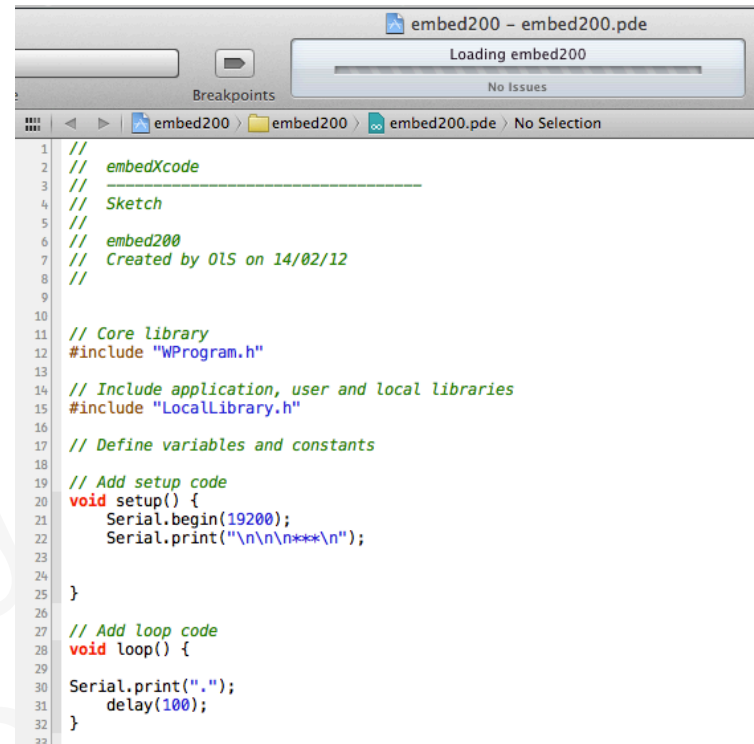 embed200 – embed200.pde
Loading embed200
No Issues
Breakpoints
embed200 › embed200 › embed200.pde › No Selection
1 //
2 //  embedXcode
3 //  ----------------------------------
4 //  Sketch
5 //
6 //  embed200
7 //  Created by OlS on 14/02/12
8 //
9
10
11 // Core library
12 #include "WProgram.h"
13
14 // Include application, user and local libraries
15 #include "LocalLibrary.h"
16
17 // Define variables and constants
18
19 // Add setup code
20 void setup() {
21     Serial.begin(19200);
22     Serial.print("\n\n\n***\n");
23
24
25 }
26
27 // Add loop code
28 void loop() {
29
30 Serial.print(".");
31     delay(100);
32 }
33